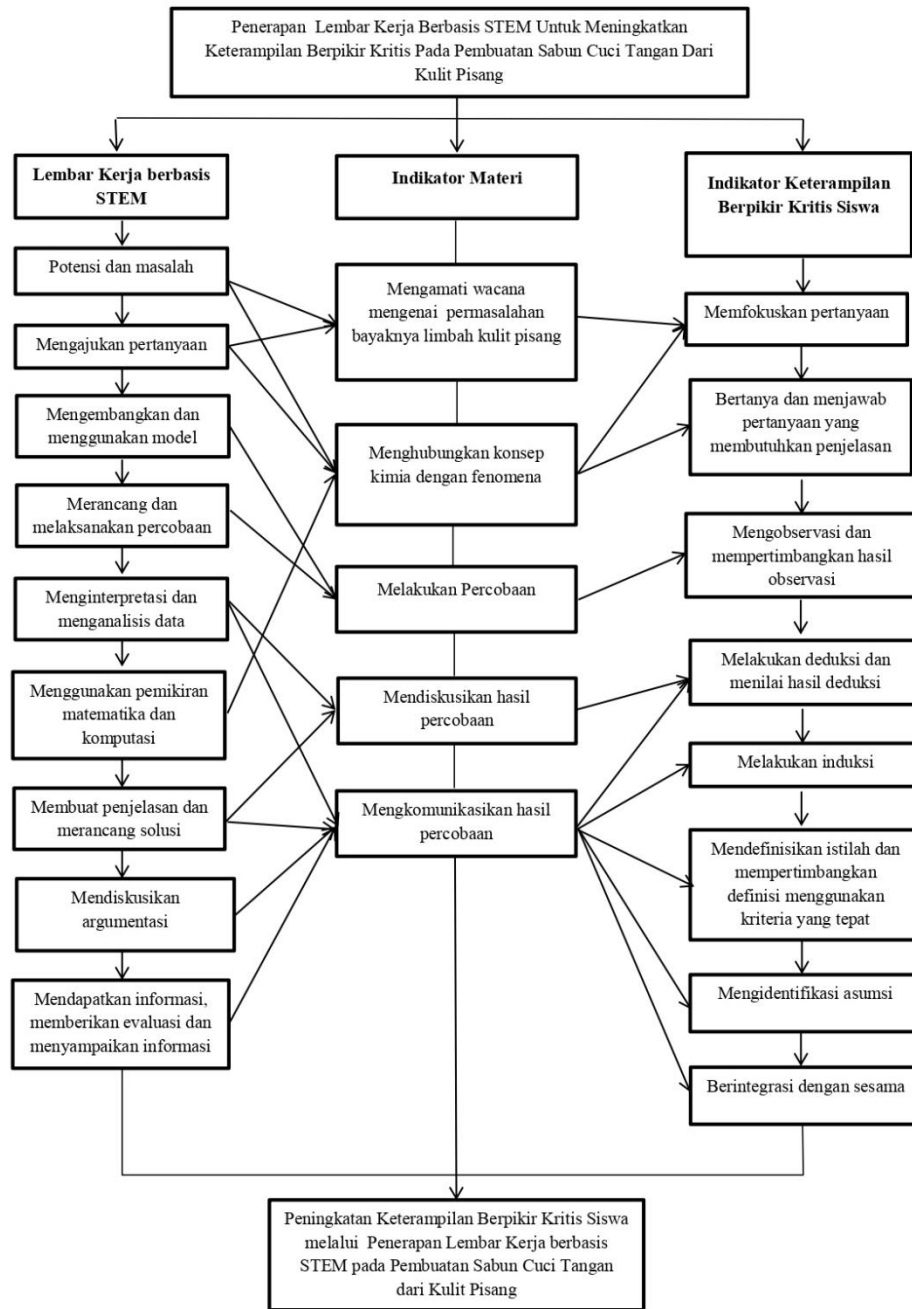 Penerapan Lembar Kerja Berbasis STEM Untuk Meningkatkan
Keterampilan Berpikir Kritis Pada Pembuatan Sabun Cuci Tangan Dari
Kulit Pisang
Lembar Kerja berbasis
STEM
Potensi dan masalah
Mengajukan pertanyaan
Mengembangkan dan
menggunakan model
Merancang dan
melaksanakan percobaan
Menginterpretasi dan
menganalisis data
Menggunakan pemikiran
matematika dan
komputasi
Membuat penjelasan dan
merancang solusi
Mendiskusikan
argumentasi
Mendapatkan informasi,
memberikan evaluasi dan
menyampaikan informasi
Indikator Materi
Mengamati wacana
mengenai permasalahan
bayaknya limbah kulit pisang
Menghubungkan konsep
kimia dengan fenomena
Melakukan Percobaan
Mendiskusikan hasil
percobaan
Mengkomunikasikan hasil
percobaan
Indikator Keterampilan
Berpikir Kritis Siswa
Memfokuskan pertanyaan
Bertanya dan menjawab
pertanyaan yang
membutuhkan penjelasan
Mengobservasi dan
mempertimbangkan hasil
observasi
Melakukan deduksi dan
menilai hasil deduksi
Melakukan induksi
Mendefinisikan istilah dan
mempertimbangkan
definisi menggunakan
kriteria yang tepat
Mengidentifikasi asumsi
Berintegrasi dengan sesama
Peningkatan Keterampilan Berpikir Kritis Siswa
melalui Penerapan Lembar Kerja berbasis
STEM pada Pembuatan Sabun Cuci Tangan
dari Kulit Pisang